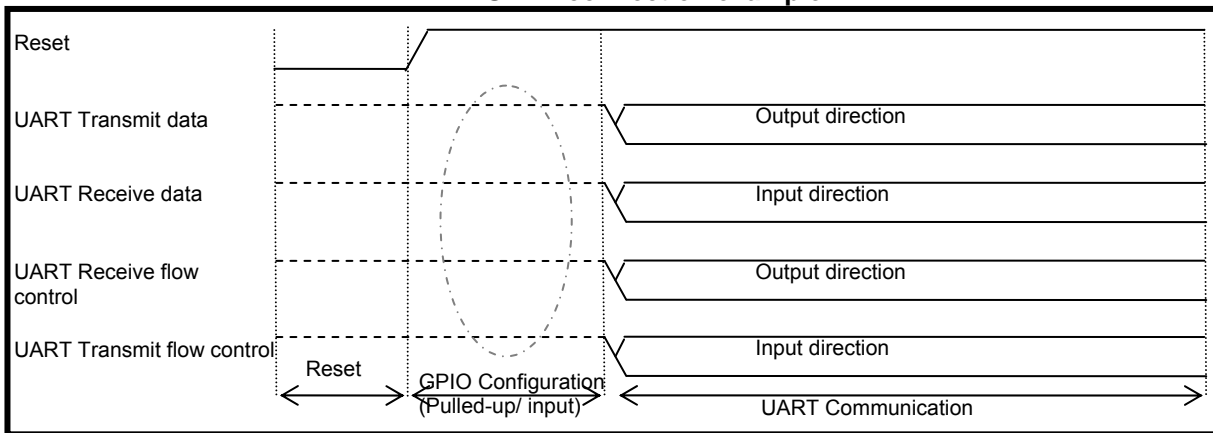 Reset
UART Transmit data
Output direction
UART Receive data
Input direction
UART Receive flow
control
Output direction
UART Transmit flow control
Input direction
Reset
GPIO Configuration
(Pulled-up/ input)
UART Communication